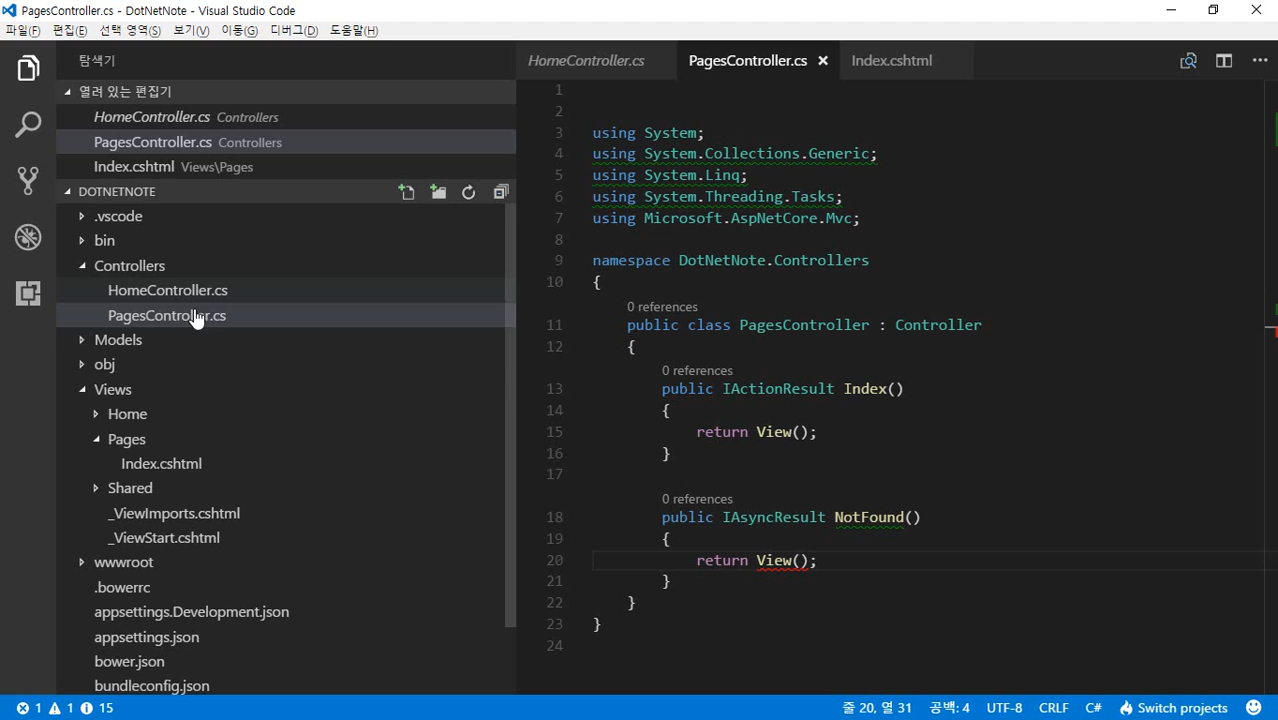 PagesController.cs - DotNetNote - Visual Studio Code
파일(F) 편집(E) 선택 영역(S) 보기(V) 이동(G) 디버그(D) 도움말(H)
탐색기
열려 있는 편집기
HomeController.cs Controllers
PagesController.cs Controllers
Index.cshtml Views\Pages
DOTNETNOTE
.vscode
bin
Controllers
HomeController.cs
PagesController.cs
Models
obj
Views
Home
Pages
Index.cshtml
Shared
_ViewImports.cshtml
_ViewStart.cshtml
wwwroot
.bowerrc
appsettings.Development.json
appsettings.json
bower.json
bundleconfig.json
HomeController.cs PagesController.cs Index.cshtml
1
2
3 using System;
4 using System.Collections.Generic;
5 using System.Linq;
6 using System.Threading.Tasks;
7 using Microsoft.AspNetCore.Mvc;
8
9 namespace DotNetNote.Controllers
10 {
0 references
11 public class PagesController : Controller
12 {
0 references
13 public IActionResult Index()
14 {
15 return View();
16 }
17
0 references
18 public IAsyncResult NotFound()
19 {
20 return View();
21 }
22 }
23 }
24
1 1 15 줄 20, 열 31 공백: 4 UTF-8 CRLF C# Switch projects